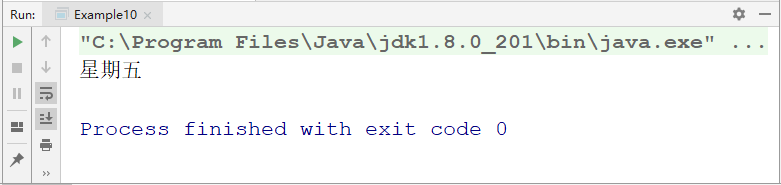 Run: Example10
"C:\Program Files\Java\jdk1.8.0_201\bin\java.exe" ...
星期五
Process finished with exit code 0